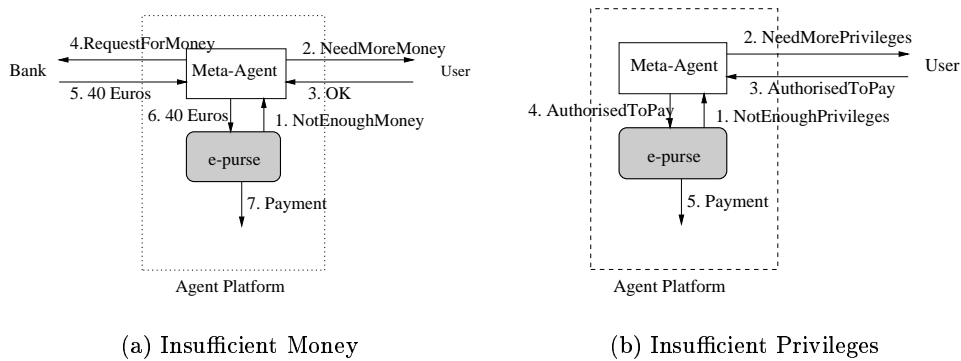 4.RequestForMoney
2. NeedMoreMoney
Bank
Meta-Agent
User
5. 40 Euros
3. OK
6. 40 Euros
1. NotEnoughMoney
e-purse
7. Payment
Agent Platform
(a) Insufficient Money
2. NeedMorePrivileges
Meta-Agent
User
3. AuthorisedToPay
4. AuthorisedToPay
1. NotEnoughPrivileges
e-purse
5. Payment
Agent Platform
(b) Insufficient Privileges